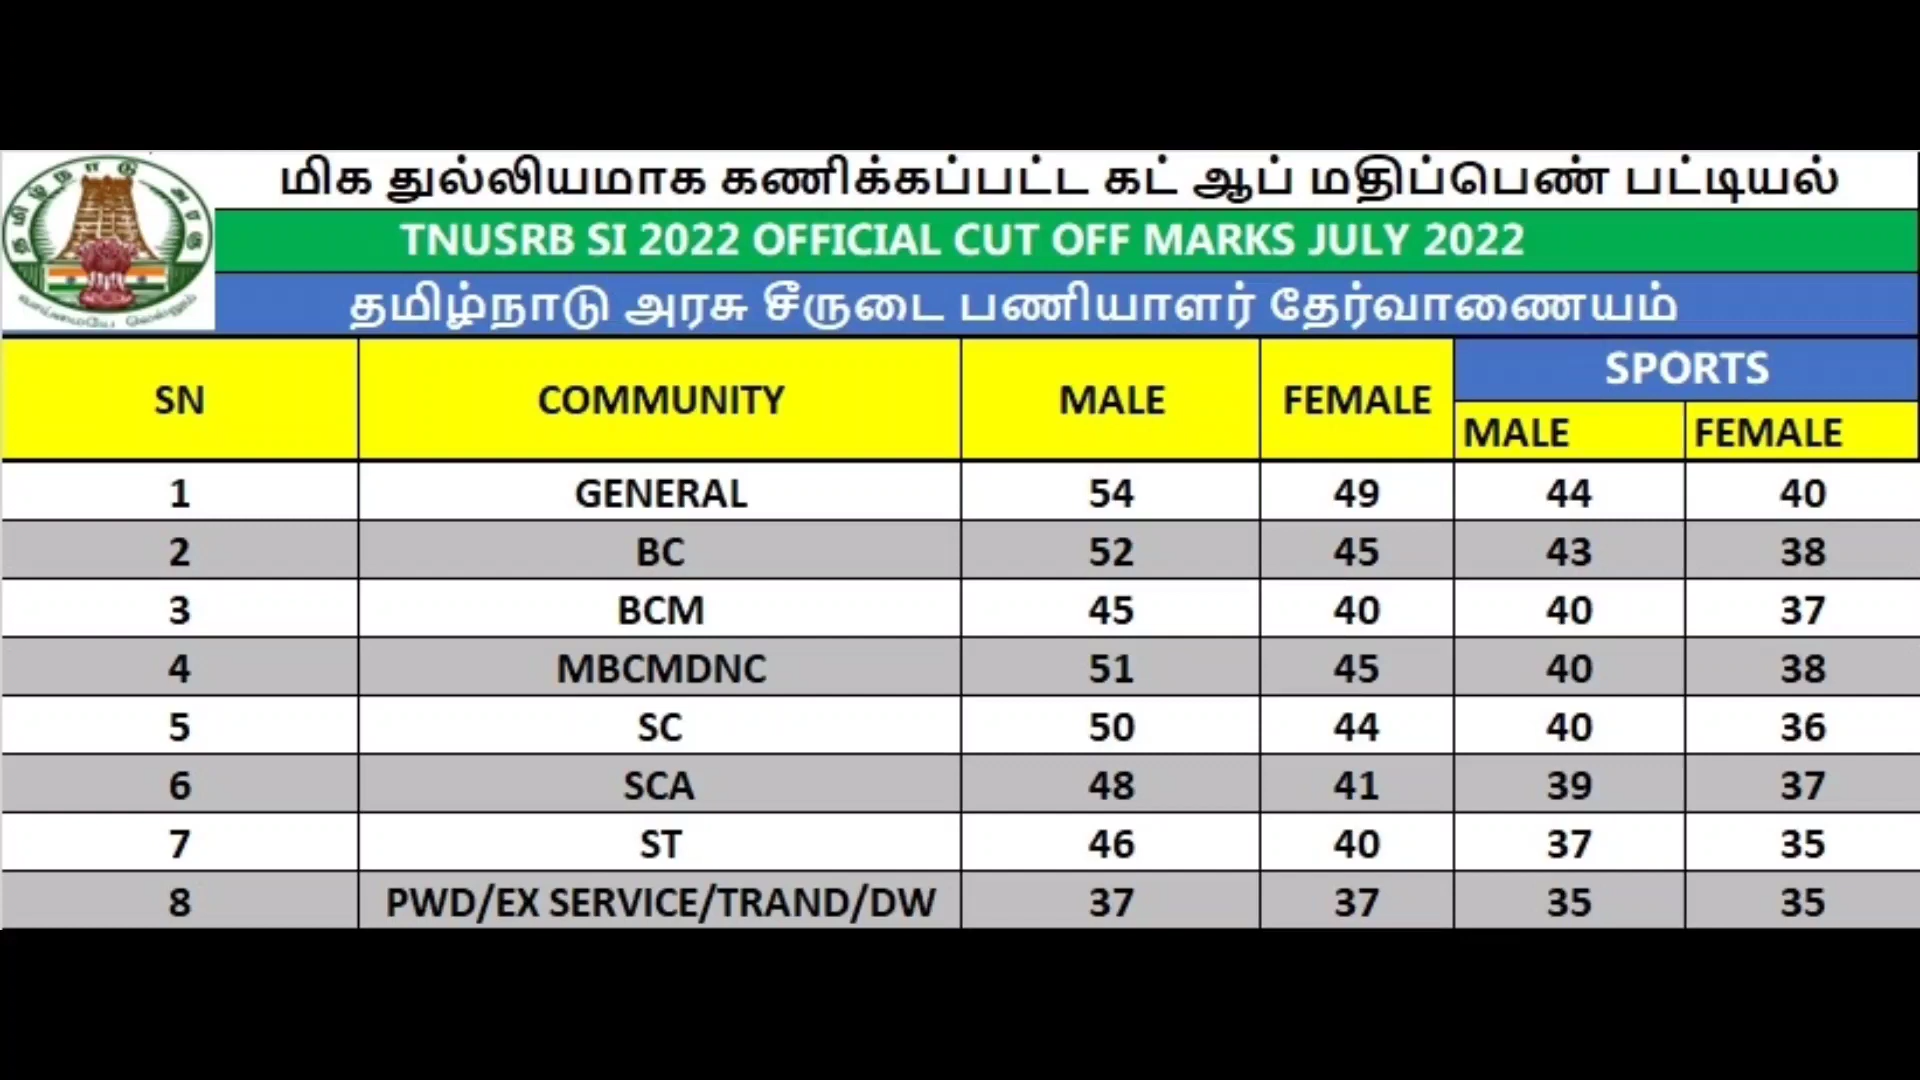 மிக துல்லியமாக கணிக்கப்பட்ட கட் ஆப் மதிப்பெண் பட்டியல்
TNUSRB SI 2022 OFFICIAL CUT OFF MARKS JULY 2022
தமிழ்நாடு அரசு சீருடை பணியாளர் தேர்வாணையம்
தமிழ் நாடு அரசு
வாய்மையே வெல்லும்
SN COMMUNITY MALE FEMALE SPORTS
MALE FEMALE
1 GENERAL 54 49 44 40
2 BC 52 45 43 38
3 BCM 45 40 40 37
4 MBCMDNC 51 45 40 38
5 SC 50 44 40 36
6 SCA 48 41 39 37
7 ST 46 40 37 35
8 PWD/EX SERVICE/TRAND/DW 37 37 35 35